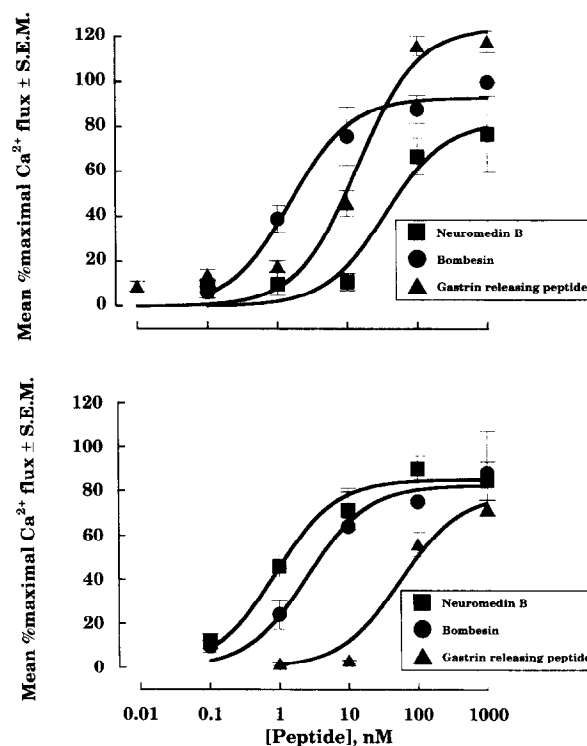 Mean %maximal Ca2+ flux ± S.E.M.
120
100
80
60
40
20
0
Neuromedin B
Bombesin
Gastrin releasing peptide
Mean %maximal Ca2+ flux ± S.E.M.
120
100
80
60
40
20
0
Neuromedin B
Bombesin
Gastrin releasing peptide
0.01 0.1 1 10 100 1000
[Peptide], nM